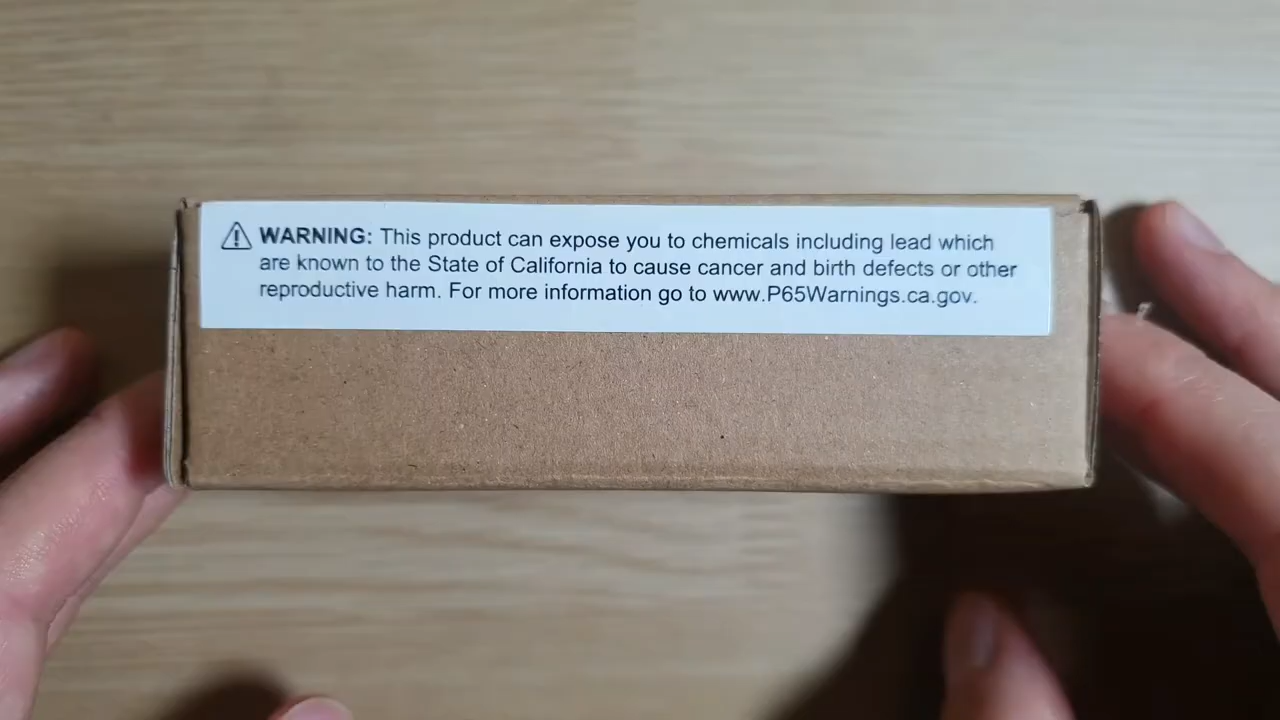 WARNING: This product can expose you to chemicals including lead which
are known to the State of California to cause cancer and birth defects or other
reproductive harm. For more information go to www.P65Warnings.ca.gov.